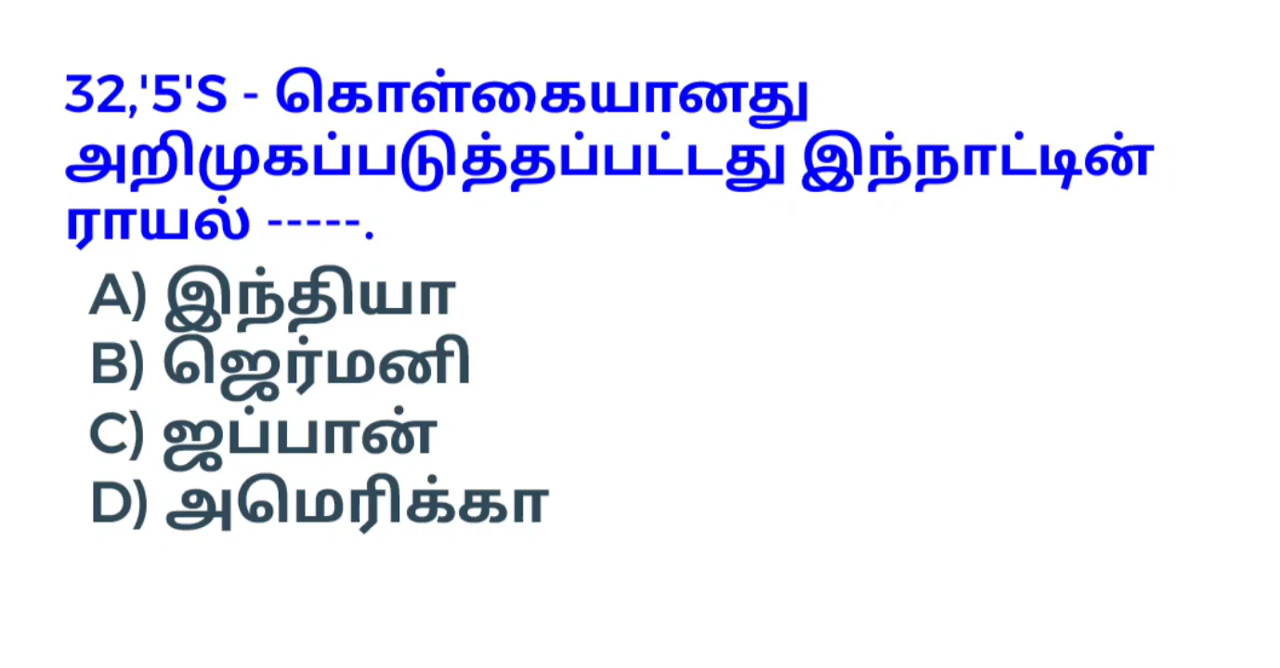 32,'5'S - கொள்கையானது
அறிமுகப்படுத்தப்பட்டது இந்நாட்டின்
ராயல் -----.
A) இந்தியா
B) ஜெர்மனி
C) ஜப்பான்
D) அமெரிக்கா